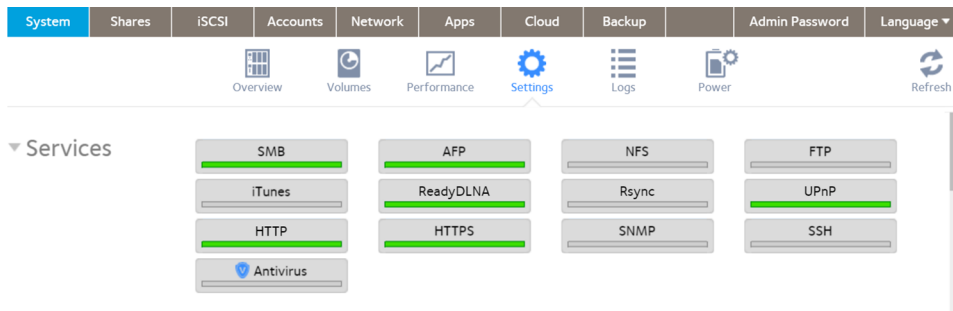 System Shares iSCSI Accounts Network Apps Cloud Backup Admin Password Language
Overview Volumes Performance Settings Logs Power Refresh
Services
SMB AFP NFS FTP
iTunes ReadyDLNA Rsync UPnP
HTTP HTTPS SNMP SSH
V Antivirus